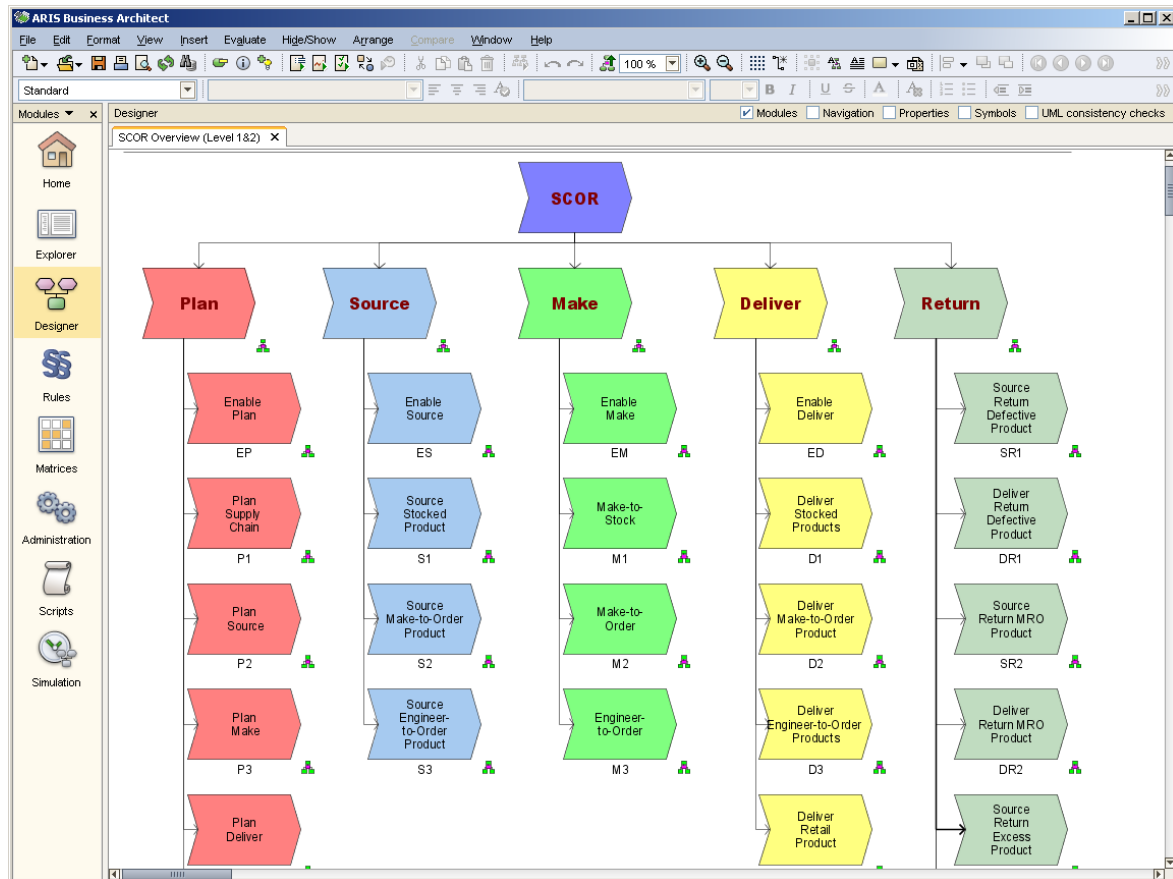 ARIS Business Architect
File Edit Format View Insert Evaluate Hide/Show Arrange Compare Window Help
100 %
Standard
B I U S A
Modules
Designer
Modules Navigation Properties Symbols UML consistency checks
SCOR Overview (Level 1&2)
Home
Explorer
Designer
Rules
Matrices
Administration
Scripts
Simulation
SCOR
Plan
Source
Make
Deliver
Return
Enable
Plan
EP
Enable
Source
ES
Enable
Make
EM
Enable
Deliver
ED
Source
Return
Defective
Product
SR1
Plan
Supply
Chain
P1
Source
Stocked
Product
S1
Make-to-
Stock
M1
Deliver
Stocked
Products
D1
Deliver
Return
Defective
Product
DR1
Plan
Source
P2
Source
Make-to-Order
Product
S2
Make-to-
Order
M2
Deliver
Make-to-Order
Product
D2
Source
Return MRO
Product
SR2
Plan
Make
P3
Source
Engineer-
to-Order
Product
S3
Engineer-
to-Order
M3
Deliver
Engineer-to-Order
Products
D3
Deliver
Return MRO
Product
DR2
Plan
Deliver
Deliver
Retail
Product
Source
Return
Excess
Product